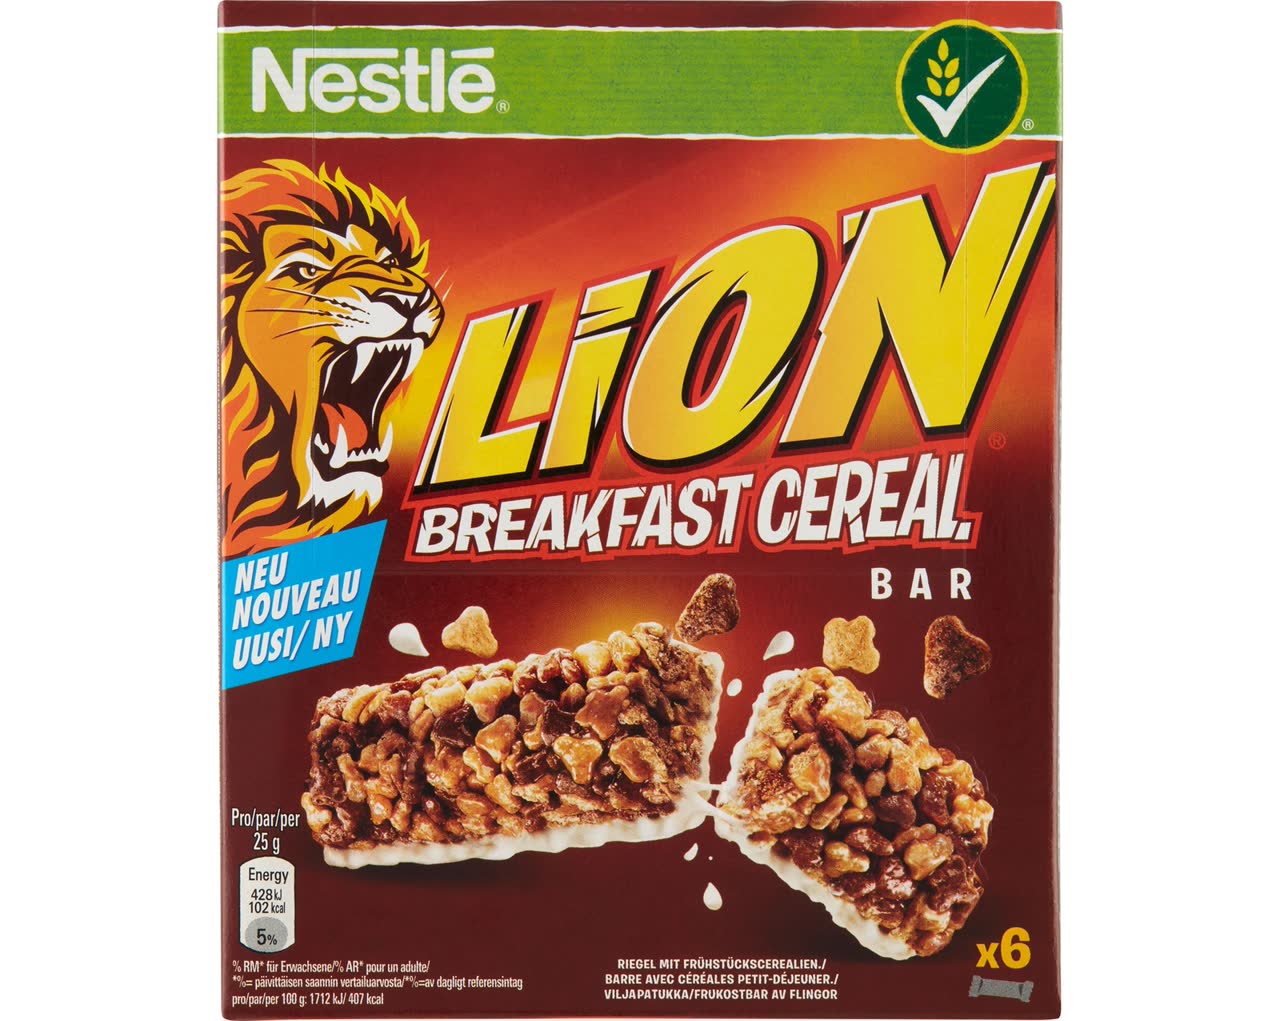 Nestlé®
®
LION®
BREAKFAST CEREAL
BAR
NEU
NOUVEAU
UUSI/ NY
Pro/par/per
25 g
Energy
428 kJ
102 kcal
5%
% RM* für Erwachsene/% AR* pour un adulte/
*%= päivittäisen saannin vertailuarvosta/*%=av dagligt referensintag
pro/par/per 100 g: 1712 kJ/ 407 kcal
RIEGEL MIT FRÜHSTÜCKSCEREALIEN./
BARRE AVEC CÉRÉALES PETIT-DÉJEUNER./
VILJAPATUKKA/FRUKOSTBAR AV FLINGOR
x6